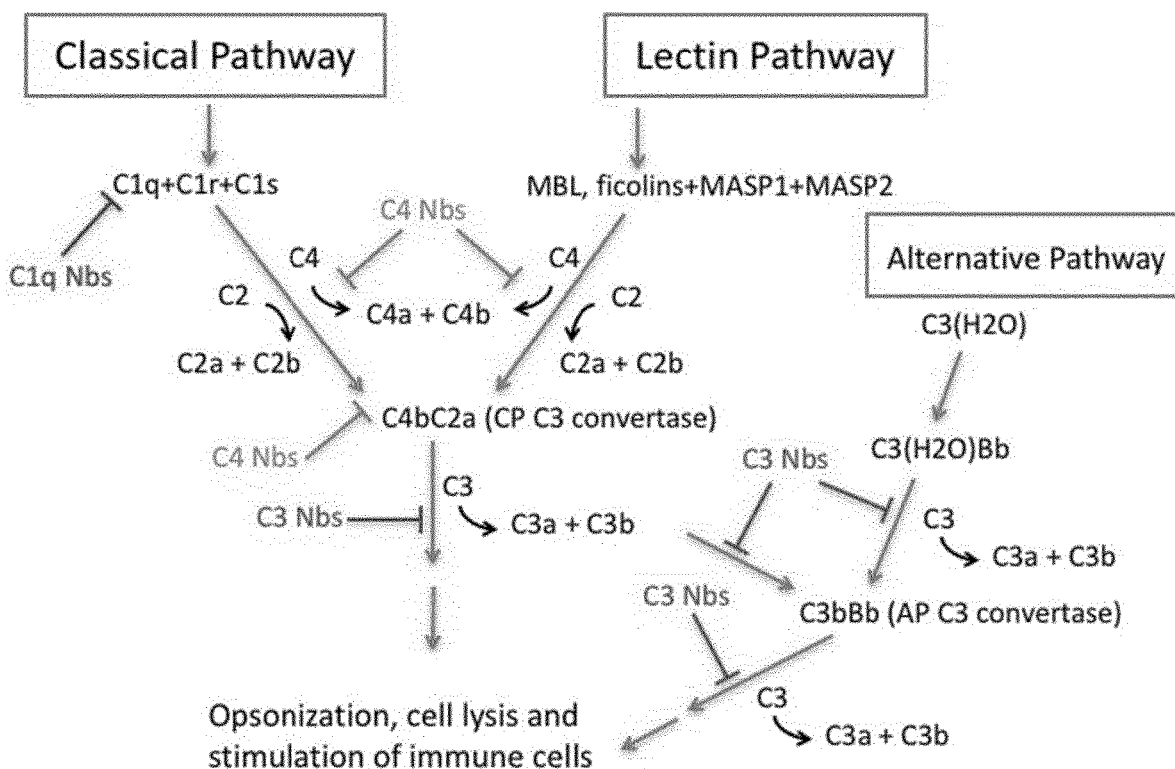 Classical Pathway
Lectin Pathway
C1q+C1r+C1s
MBL, ficolins+MASP1+MASP2
C4 Nbs
C1q Nbs
Alternative Pathway
C4
C4
C2
C2
C4a + C4b
C3(H2O)
C2a + C2b
C2a + C2b
C4bC2a (CP C3 convertase)
C4 Nbs
C3 Nbs
C3(H2O)Bb
C3
C3 Nbs
C3a + C3b
C3
C3a + C3b
C3 Nbs
C3bBb (AP C3 convertase)
C3
Opsonization, cell lysis and
stimulation of immune cells
C3a + C3b